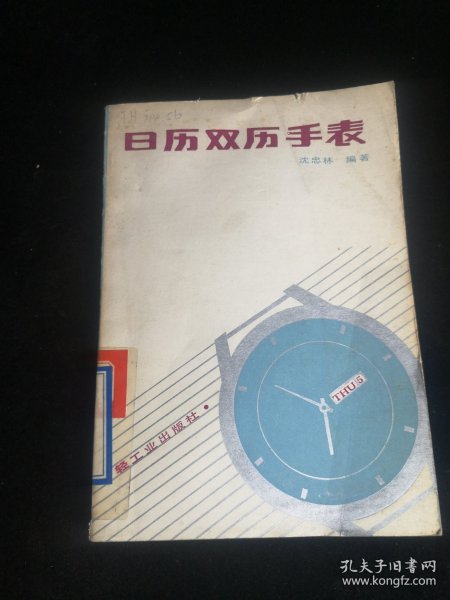 日历双历手表
沈忠林 编著
THU 5
轻工业出版社
孔夫子旧书网
www.kongfz.com